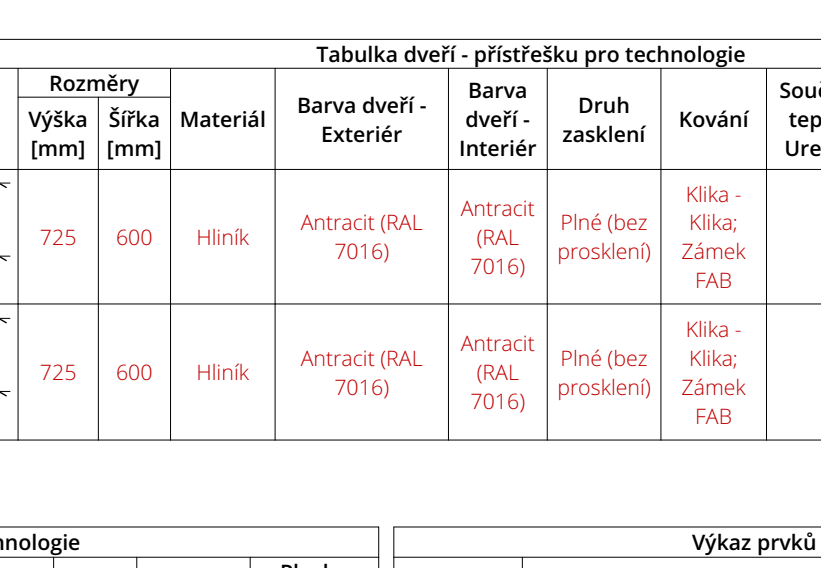 Tabulka dveří - přístřešku pro technologie
Rozměry
Výška
[mm]
Šířka
[mm]
Materiál
Barva dveří -
Exteriér
Barva
dveří -
Interiér
Druh
zasklení
Kování
725
600
Hliník
Antracit (RAL
7016)
Antracit
(RAL
7016)
Plné (bez
prosklení)
Klika -
Klika;
Zámek
FAB
725
600
Hliník
Antracit (RAL
7016)
Antracit
(RAL
7016)
Plné (bez
prosklení)
Klika -
Klika;
Zámek
FAB
Výkaz prvků